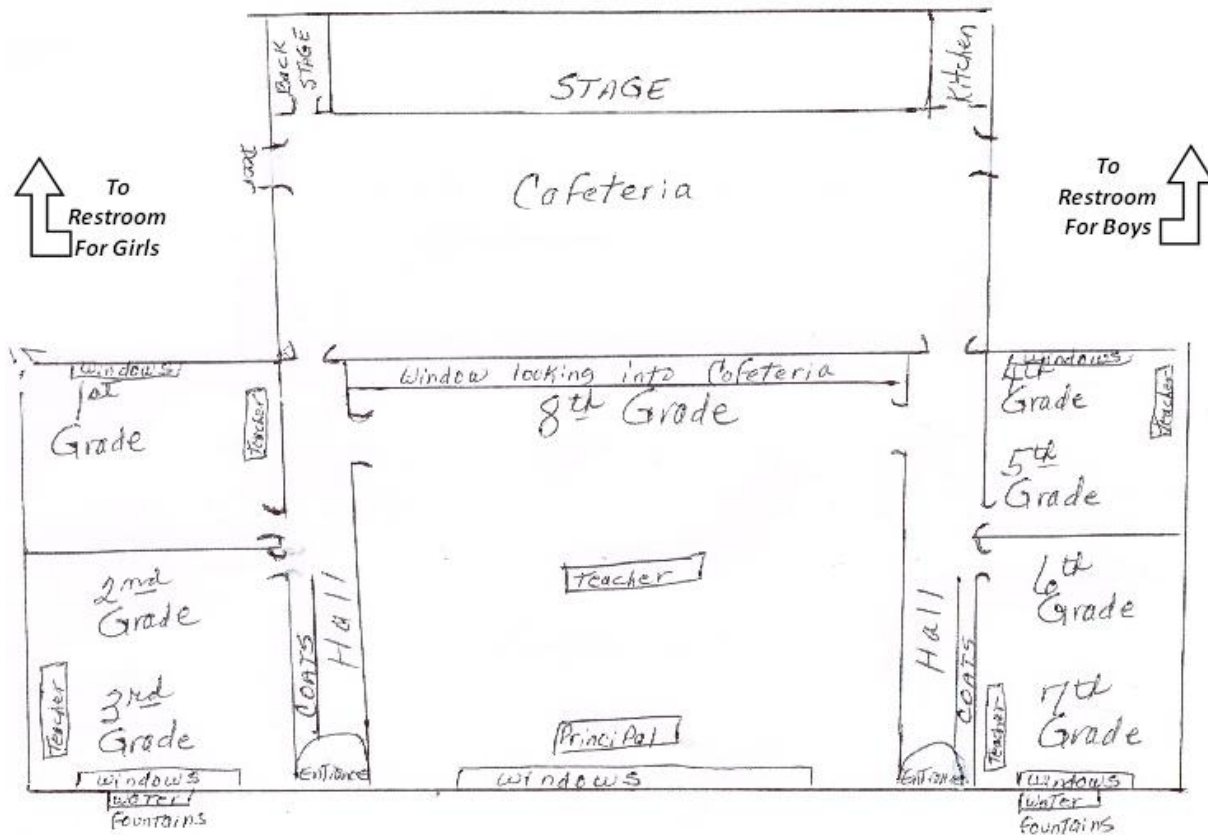 BACK
STAGE
STAGE
Kitchen
Door
To
Restroom
For Girls
Cafeteria
To
Restroom
For Boys
Windows
1st
Grade
Teacher
Window looking into Cafeteria
8th Grade
Windows
4th
Grade
5th
Grade
Teacher
2nd
Grade
3rd
Grade
Teacher
Windows
Water
Fountains
COATS
Hall
Entrance
Teacher
Principal
Windows
Hall
COATS
Entrance
6th
Grade
7th
Grade
Teacher
Windows
Water
Fountains